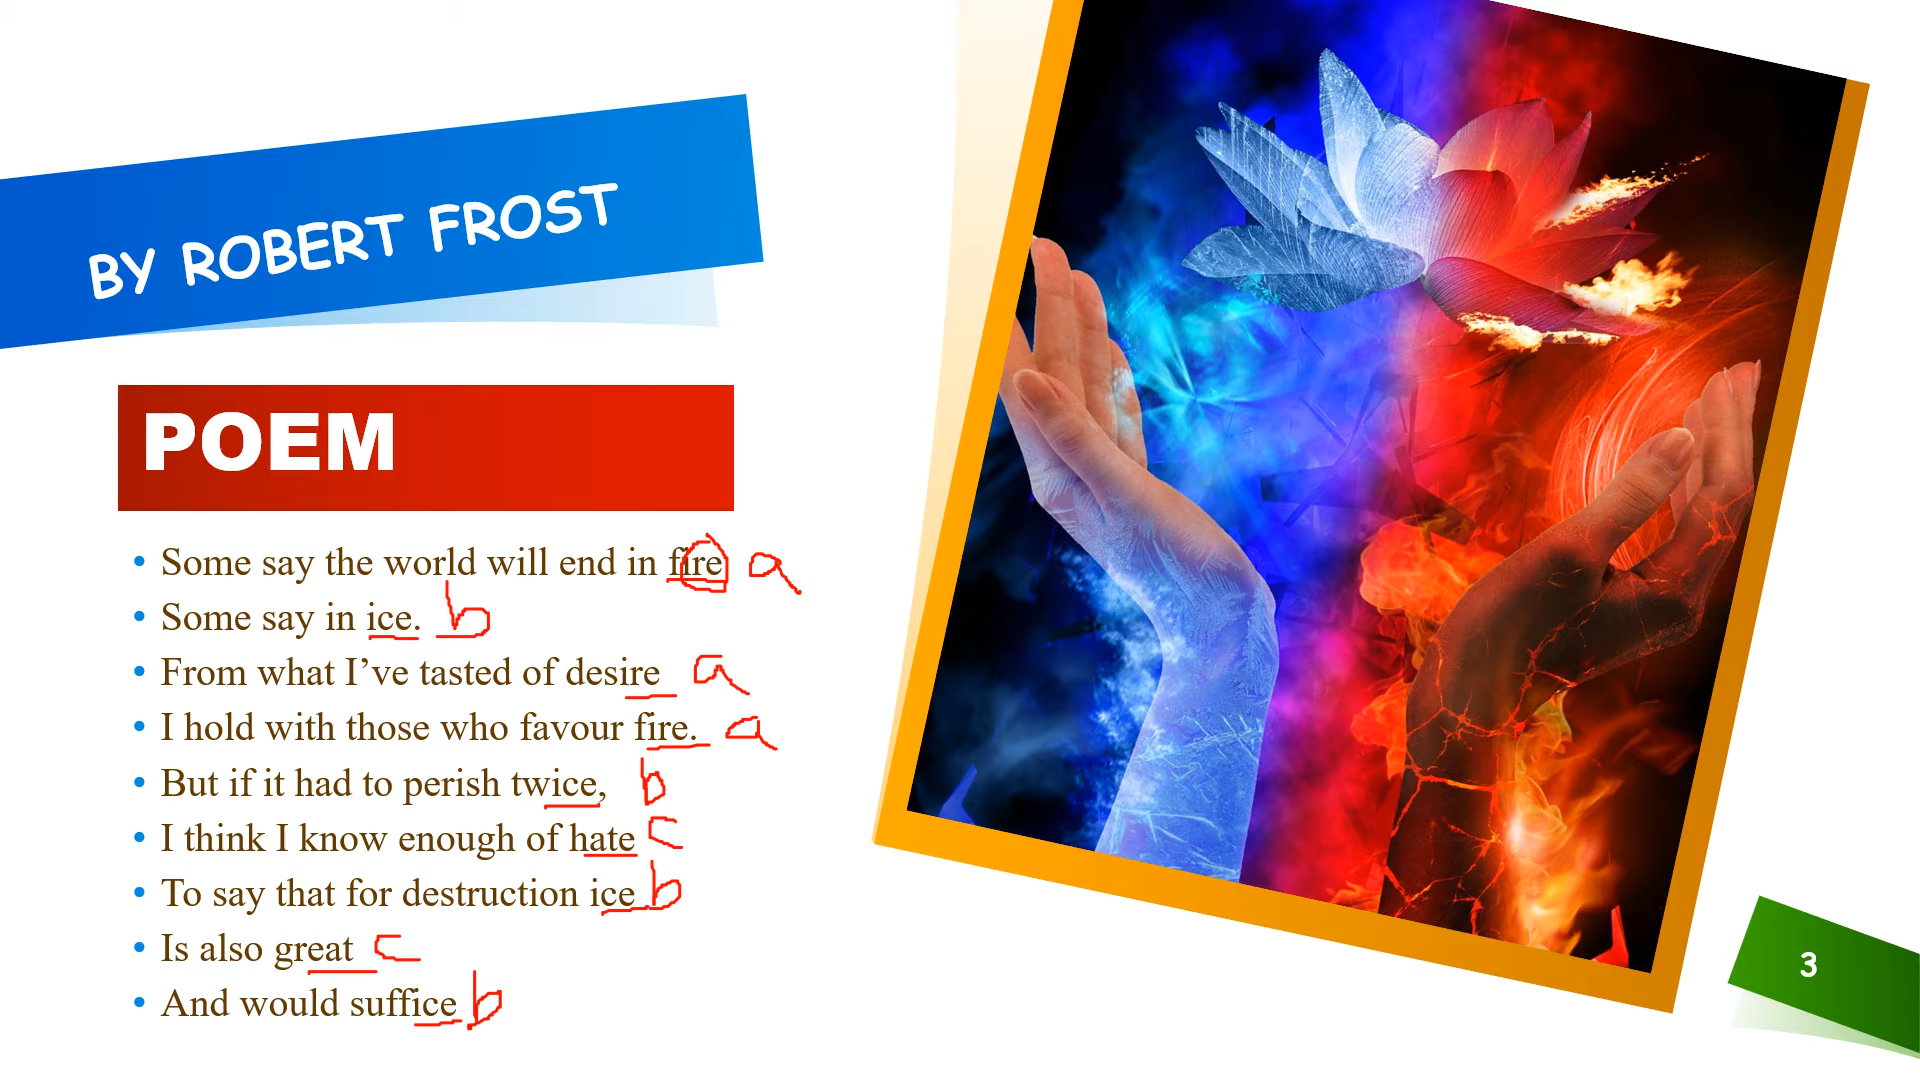 BY ROBERT FROST
POEM
• Some say the world will end in fire a
• Some say in ice. b
• From what I’ve tasted of desire a
• I hold with those who favour fire. a
• But if it had to perish twice, b
• I think I know enough of hate c
• To say that for destruction ice b
• Is also great c
• And would suffice b
3